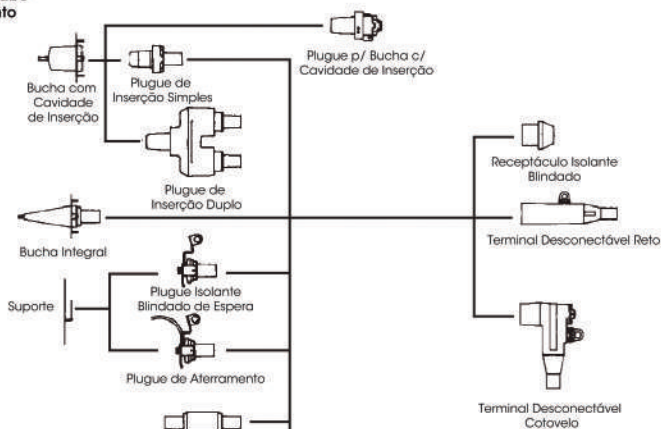 nto
Plugue p/ Bucha c/
Cavidade de Inserção
Bucha com
Cavidade
de Inserção
Plugue de
Inserção Simples
Receptáculo Isolante
Blindado
Plugue de
Inserção Duplo
Bucha Integral
Terminal Desconectável Reto
Plugue Isolante
Blindado de Espera
Suporte
Plugue de Aterramento
Terminal Desconectável
Cotovelo